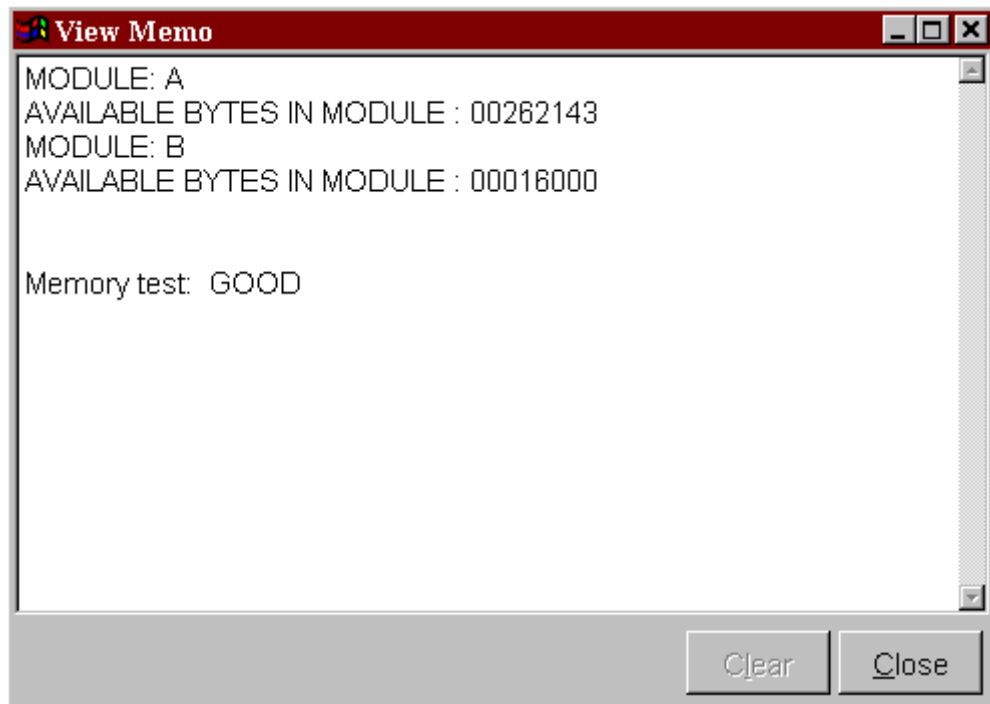 View Memo
MODULE: A
AVAILABLE BYTES IN MODULE : 00262143
MODULE: B
AVAILABLE BYTES IN MODULE : 00016000
Memory test:  GOOD
Clear
Close